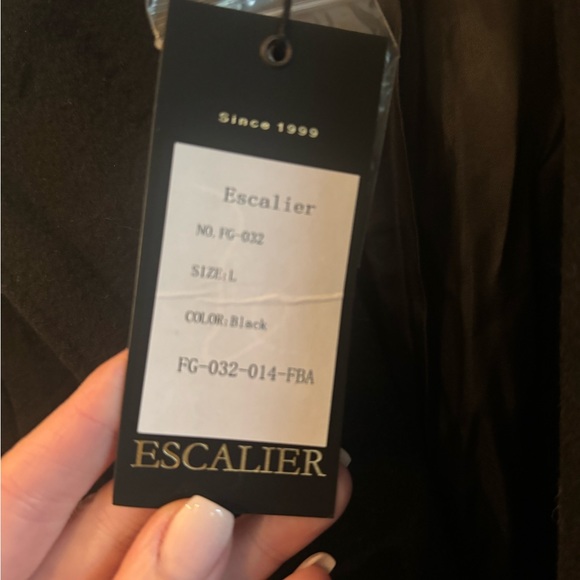 Since 1999
Escalier
NO. FG-032
SIZE:L
COLOR:Black
FG-032-014-FBA
ESCALIER